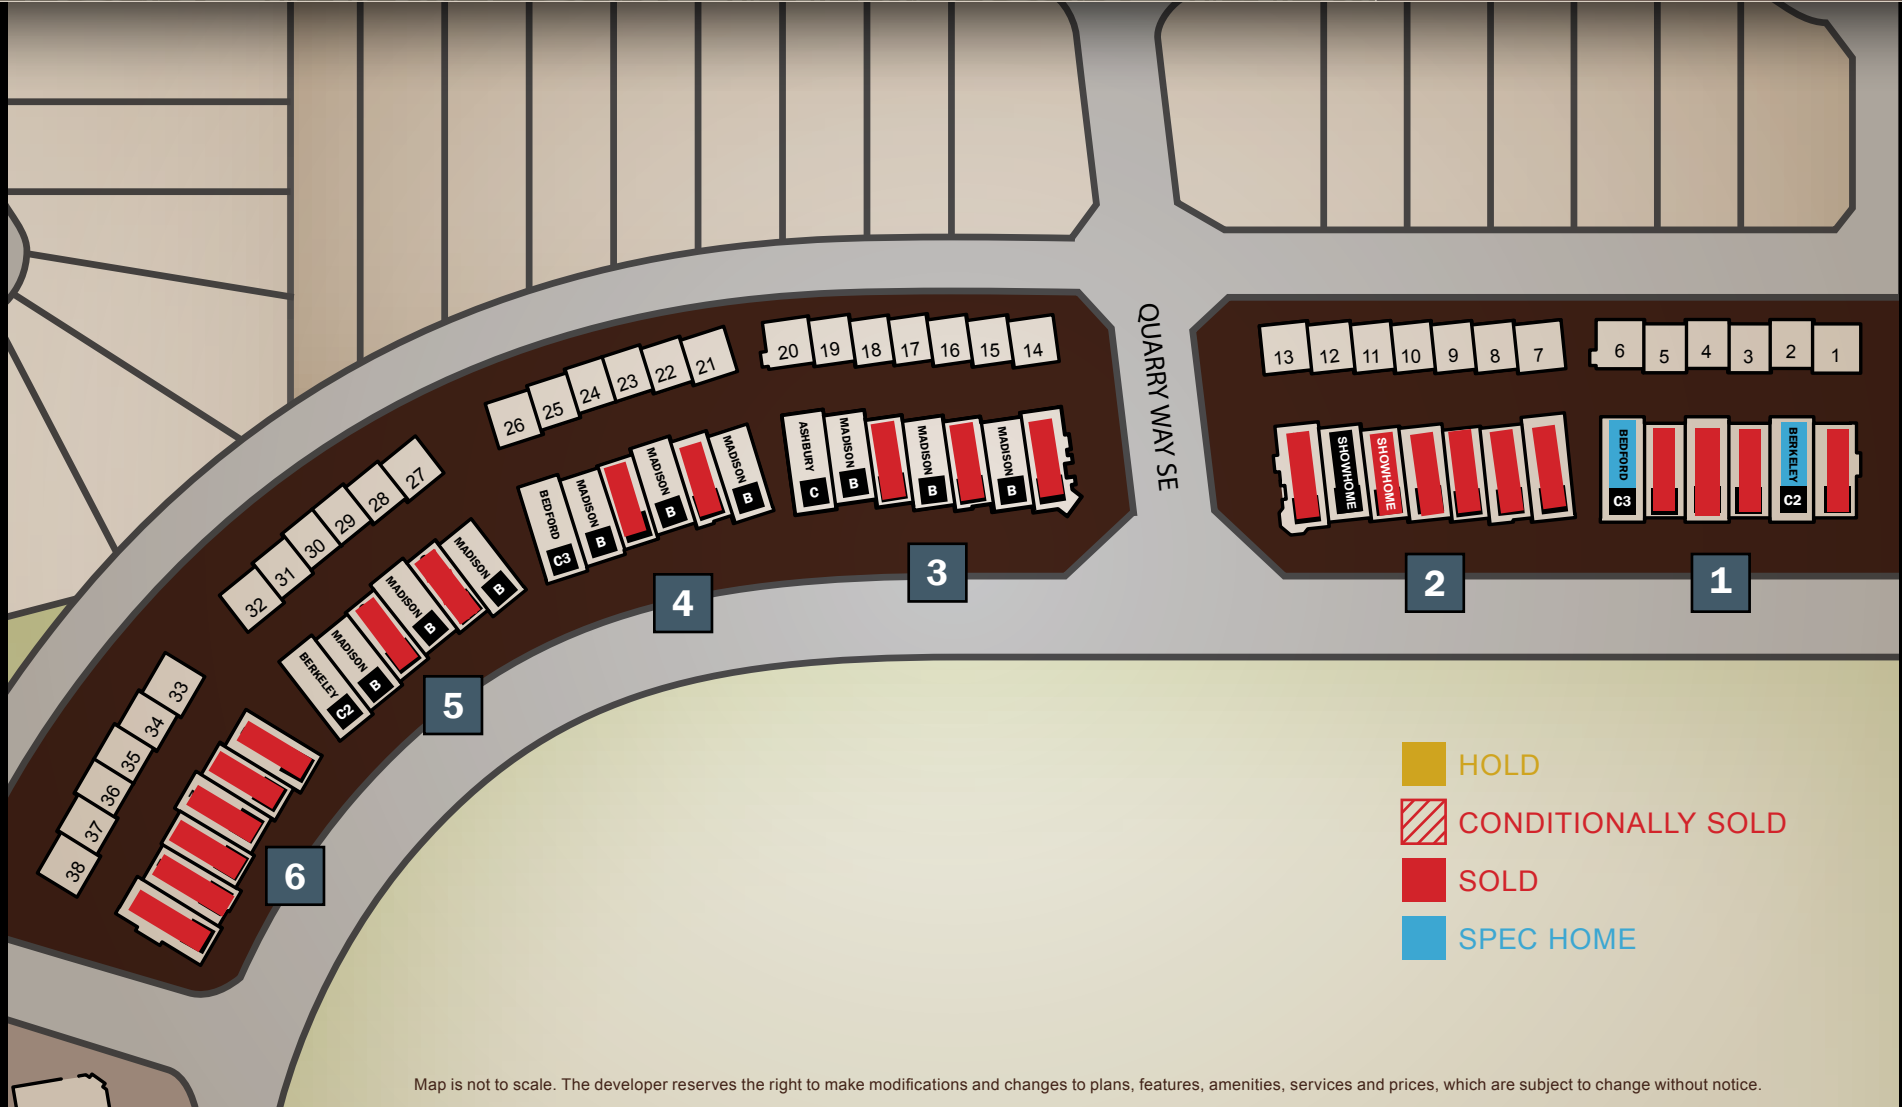 QUARRY WAY SE
20 19 18 17 16 15 14
13 12 11 10 9 8 7
6 5 4 3 2 1
26 25 24 23 22 21
32 31 30 29 28 27
33
34
35
36
37
38
ASHBURY C
MADISON B
MADISON B
MADISON B
SHOWHOME
SHOWHOME
BEDFORD C3
BERKELEY C2
BEDFORD C3
MADISON B
MADISON B
MADISON B
BERKELEY C2
MADISON B
MADISON B
MADISON B
1
2
3
4
5
6
HOLD
CONDITIONALLY SOLD
SOLD
SPEC HOME
Map is not to scale. The developer reserves the right to make modifications and changes to plans, features, amenities, services and prices, which are subject to change without notice.